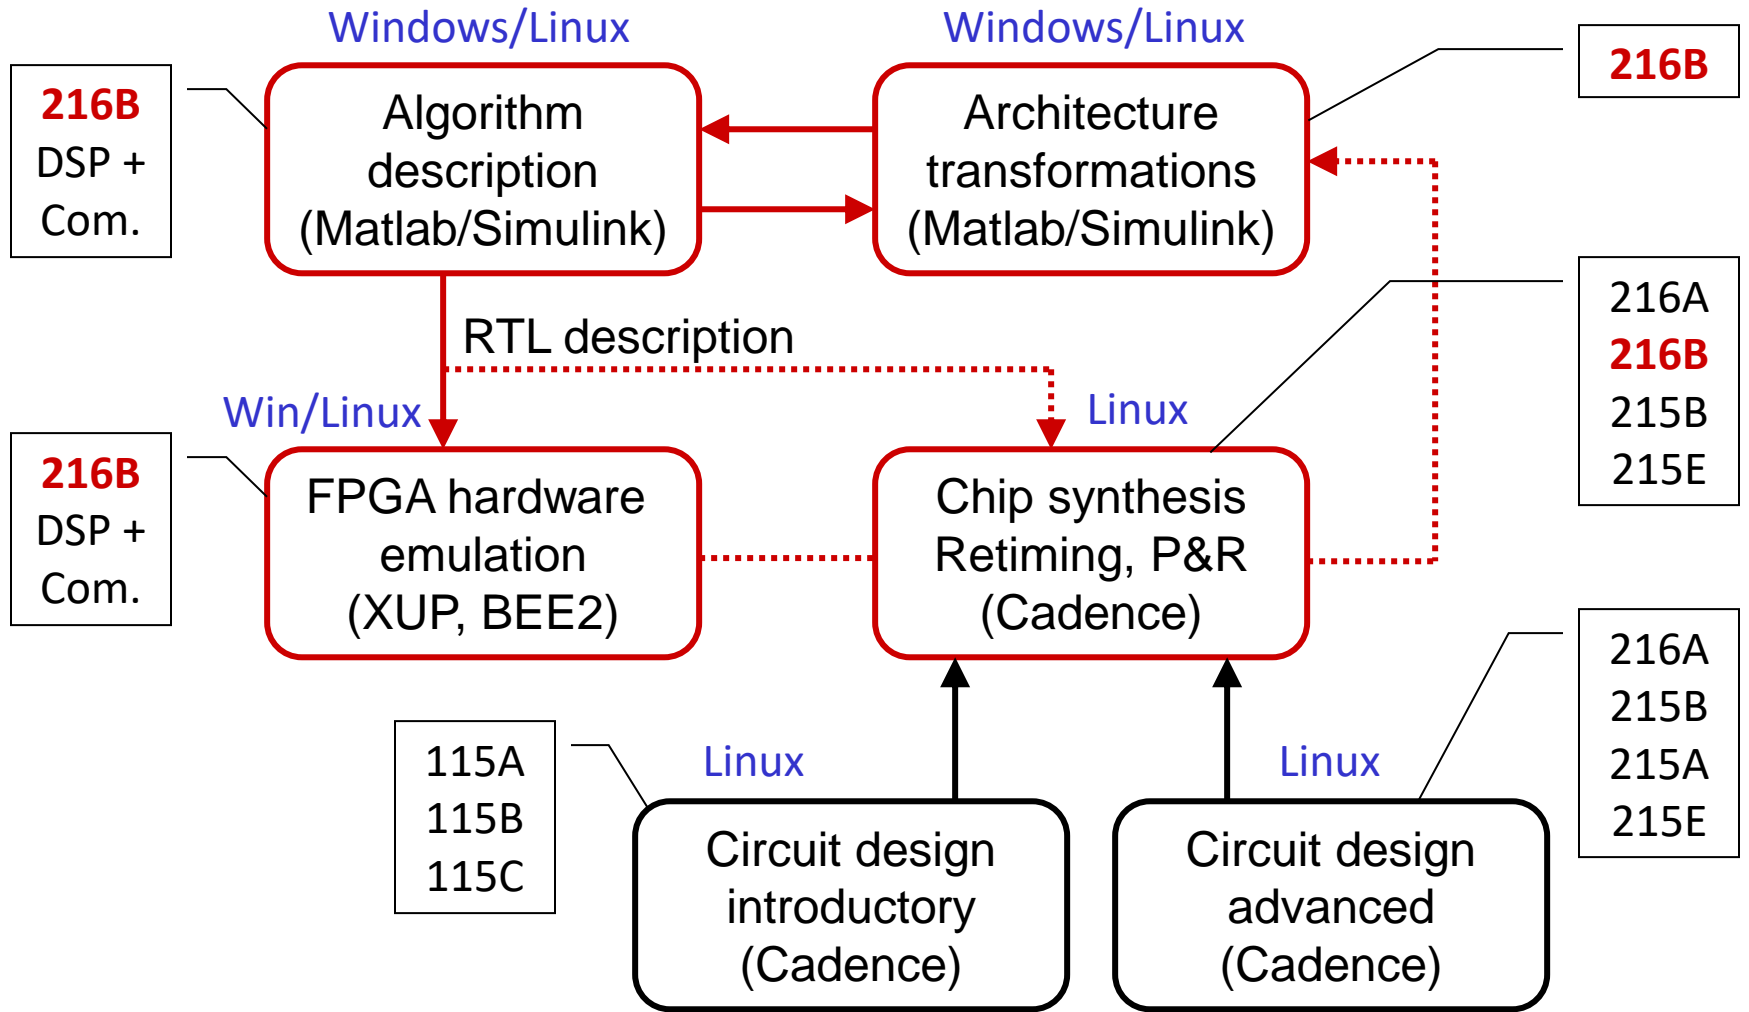 Windows/Linux
Windows/Linux
216B
DSP +
Com.
Algorithm
description
(Matlab/Simulink)
Architecture
transformations
(Matlab/Simulink)
216B
RTL description
Win/Linux
Linux
216A
216B
215B
215E
216B
DSP +
Com.
FPGA hardware
emulation
(XUP, BEE2)
Chip synthesis
Retiming, P&R
(Cadence)
115A
115B
115C
Linux
Linux
216A
215B
215A
215E
Circuit design
introductory
(Cadence)
Circuit design
advanced
(Cadence)